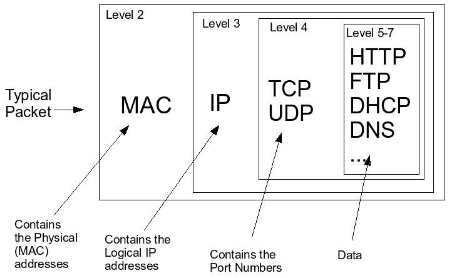 Level 2
Level 3
Level 4
Level 5-7
Typical
Packet
MAC
IP
TCP
UDP
HTTP
FTP
DHCP
DNS
...
Contains
the Physical
(MAC)
addresses
Contains the
Logical IP
addresses
Contains the
Port Numbers
Data